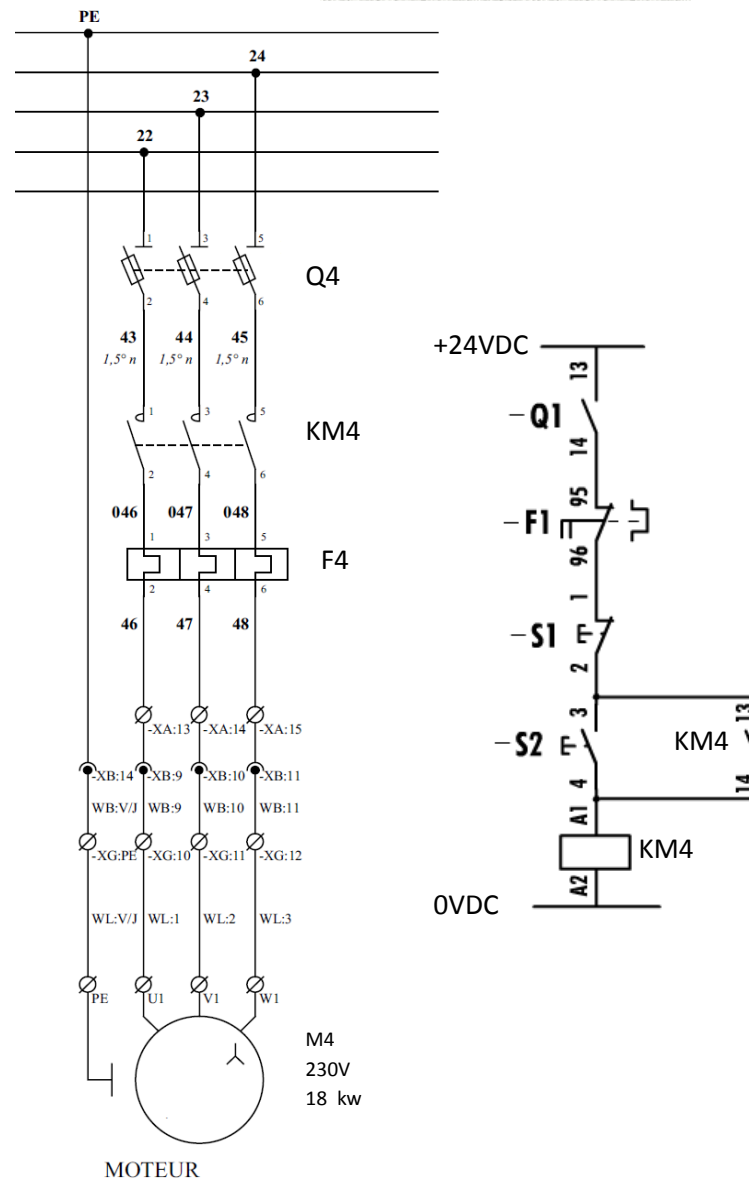 PE
24
23
22
1 3 5
Q4
2 4 6
43 44 45
1,5° n 1,5° n 1,5° n
1 3 5
KM4
2 4 6
046 047 048
1 3 5
F4
2 4 6
46 47 48
-XA:13 -XA:14 -XA:15
-XB:14 -XB:9 -XB:10 -XB:11
WB:V/J WB:9 WB:10 WB:11
-XG:PE -XG:10 -XG:11 -XG:12
WL:V/J WL:1 WL:2 WL:3
PE U1 V1 W1
M4
230V
18 kw
MOTEUR
+24VDC
13
-Q1
14
95
-F1
96
1
-S1
2
3
-S2
4
13
KM4
14
A1
KM4
A2
0VDC